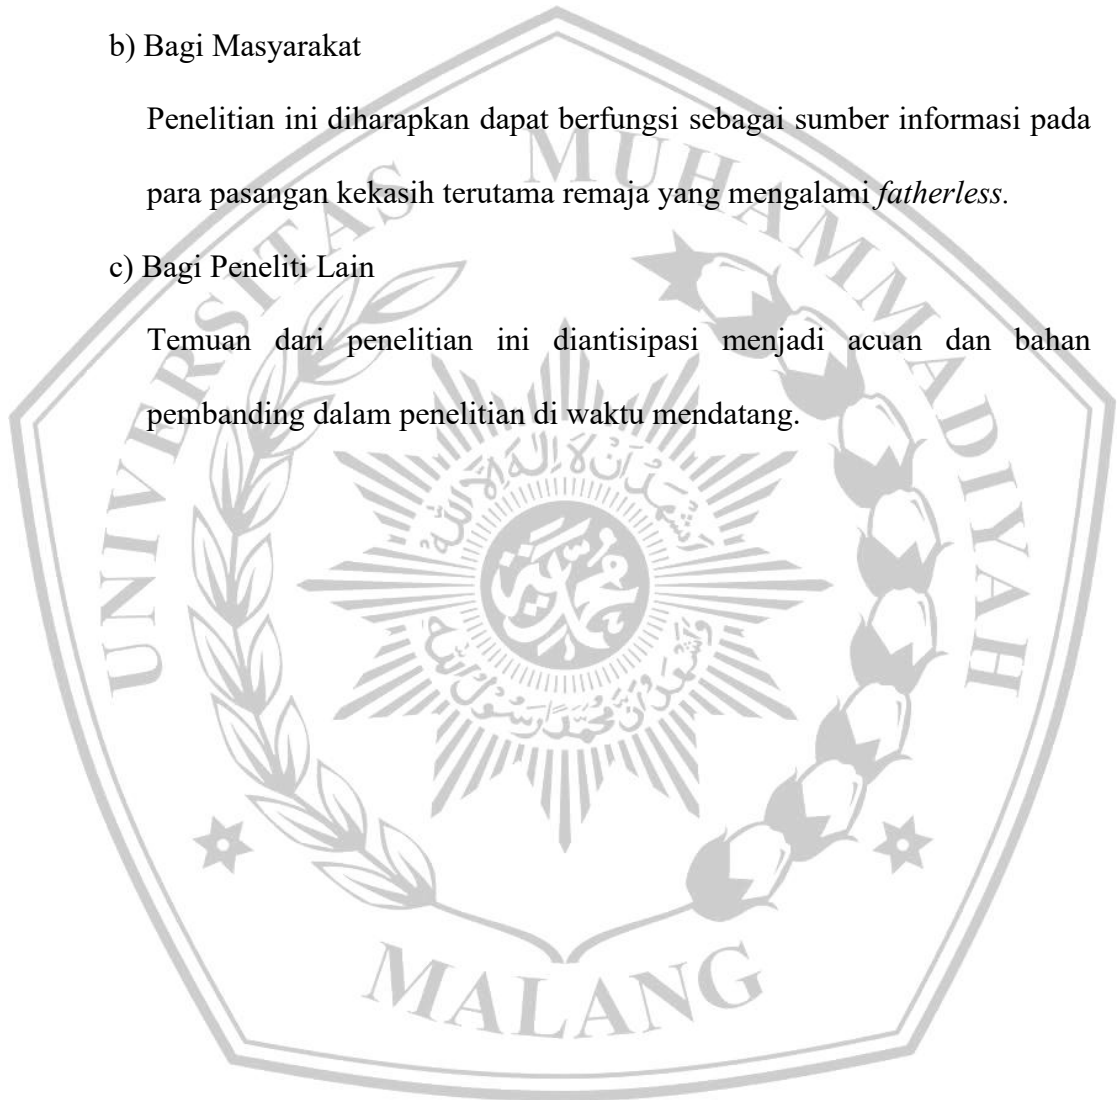 b) Bagi Masyarakat
Penelitian ini diharapkan dapat berfungsi sebagai sumber informasi pada
para pasangan kekasih terutama remaja yang mengalami fatherless.
c) Bagi Peneliti Lain
Temuan dari penelitian ini diantisipasi menjadi acuan dan bahan
pembanding dalam penelitian di waktu mendatang.
UNIVERSITAS MUHAMMADIYAH
MALANG